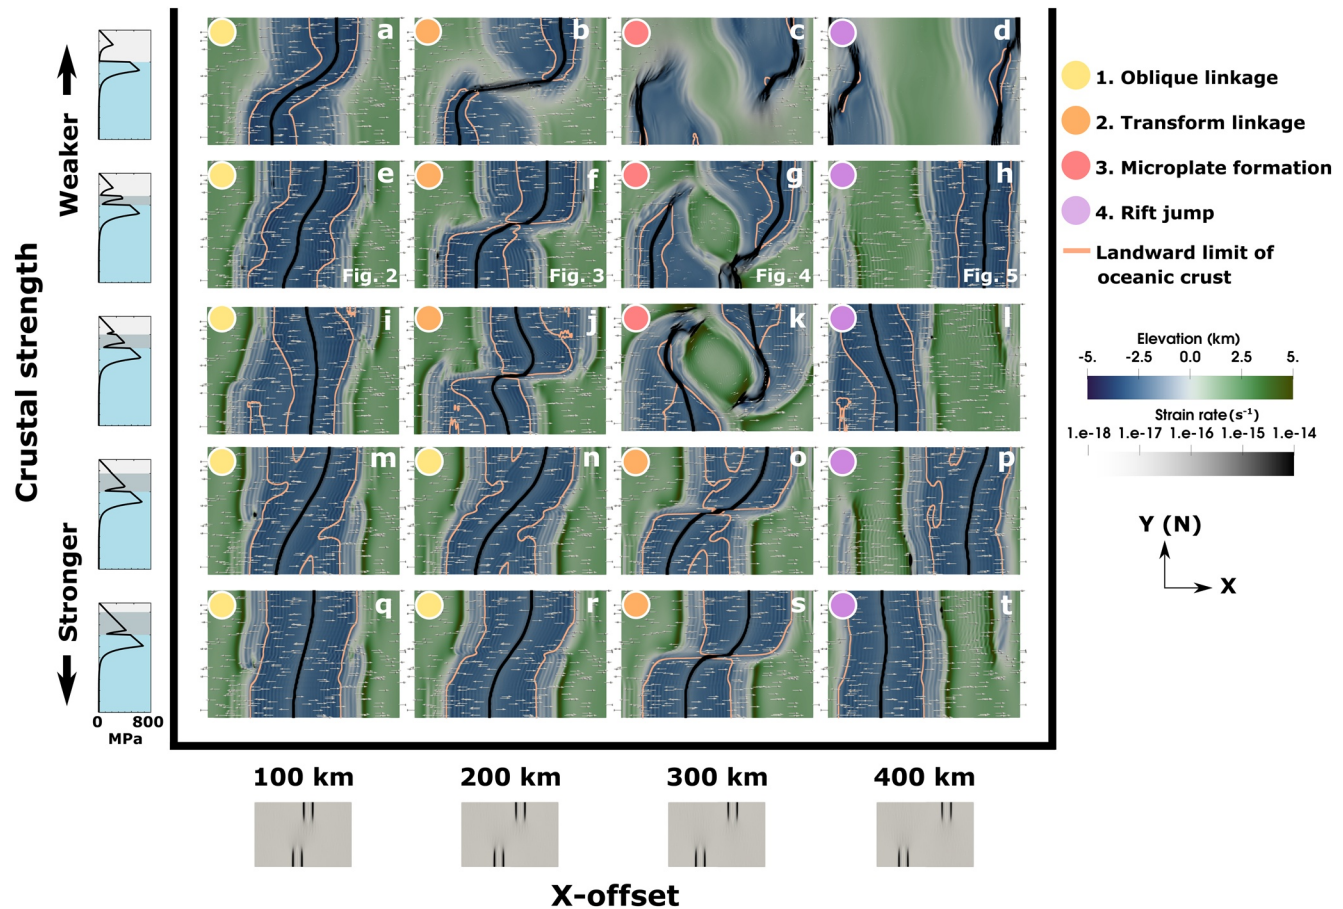 a
b
c
d
1. Oblique linkage
2. Transform linkage
3. Microplate formation
4. Rift jump
Landward limit of
oceanic crust
Weaker
e
f
g
h
Fig. 2
Fig. 3
Fig. 4
Fig. 5
Crustal strength
i
j
k
l
Elevation (km)
-5.
-2.5
0.0
2.5
5.
Strain rate (s⁻¹)
1.e-18
1.e-17
1.e-16
1.e-15
1.e-14
m
n
o
p
Y (N)
X
Stronger
q
r
s
t
0
800
MPa
100 km
200 km
300 km
400 km
X-offset